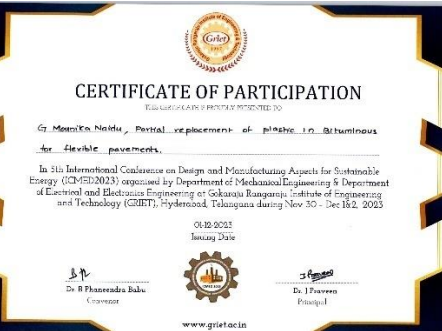 Griet
CERTIFICATE OF PARTICIPATION
THIS CERTIFICATE IS PROUDLY PRESENTED TO
G Mounika Naidu, Partial replacement of plastic in Bituminous
for flexible pavements.
In 5th International Conference on Design and Manufacturing Aspects for Sustainable
Energy (ICMED2023) organised by Department of Mechanical Engineering & Department
of Electrical and Electronics Engineering at Gokaraju Rangaraju Institute of Engineering
and Technology (GRIET), Hyderabad, Telangana during Nov 30 - Dec 1&2, 2023
01-12-2023
Issuing Date
Dr. B Phaneendra Babu
Convenor
Dr. J Praveen
Principal
www.griet.ac.in